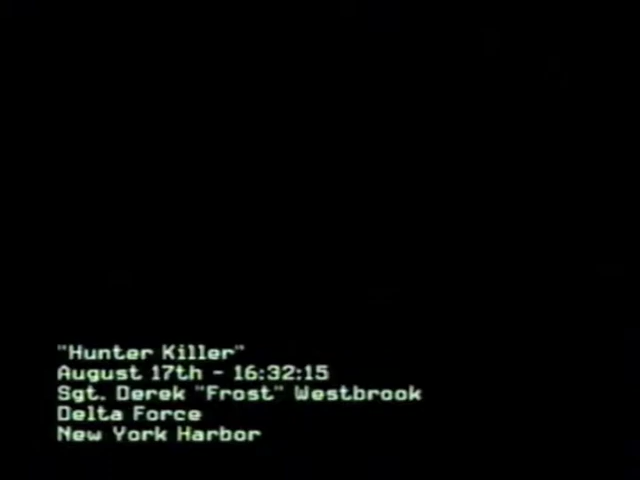 "Hunter Killer"
August 17th - 16:32:15
Sgt. Derek "Frost" Westbrook
Delta Force
New York Harbor